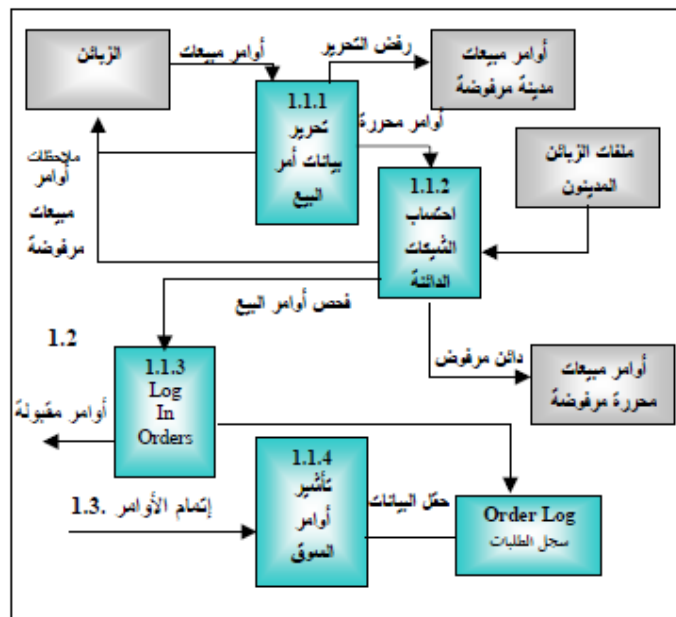 الزبائن
أوامر مبيعات
رفض التحرير
أوامر مبيعات
مدينة مرفوضة
1.1.1
تحرير
بيانات أمر
البيع
أوامر محررة
ملفات الزبائن
المدينون
ملاحظات
أوامر
مبيعات
مرفوضة
1.1.2
احتساب
الشيكات
الدائنة
فحص أوامر البيع
1.2
1.1.3
Log
In
Orders
دائن مرفوض
أوامر مبيعات
محررة مرفوضة
أوامر مقبولة
1.1.4
تأشير
أوامر
السوق
1.3. إتمام الأوامر
حقل البيانات
Order Log
سجل الطلبات